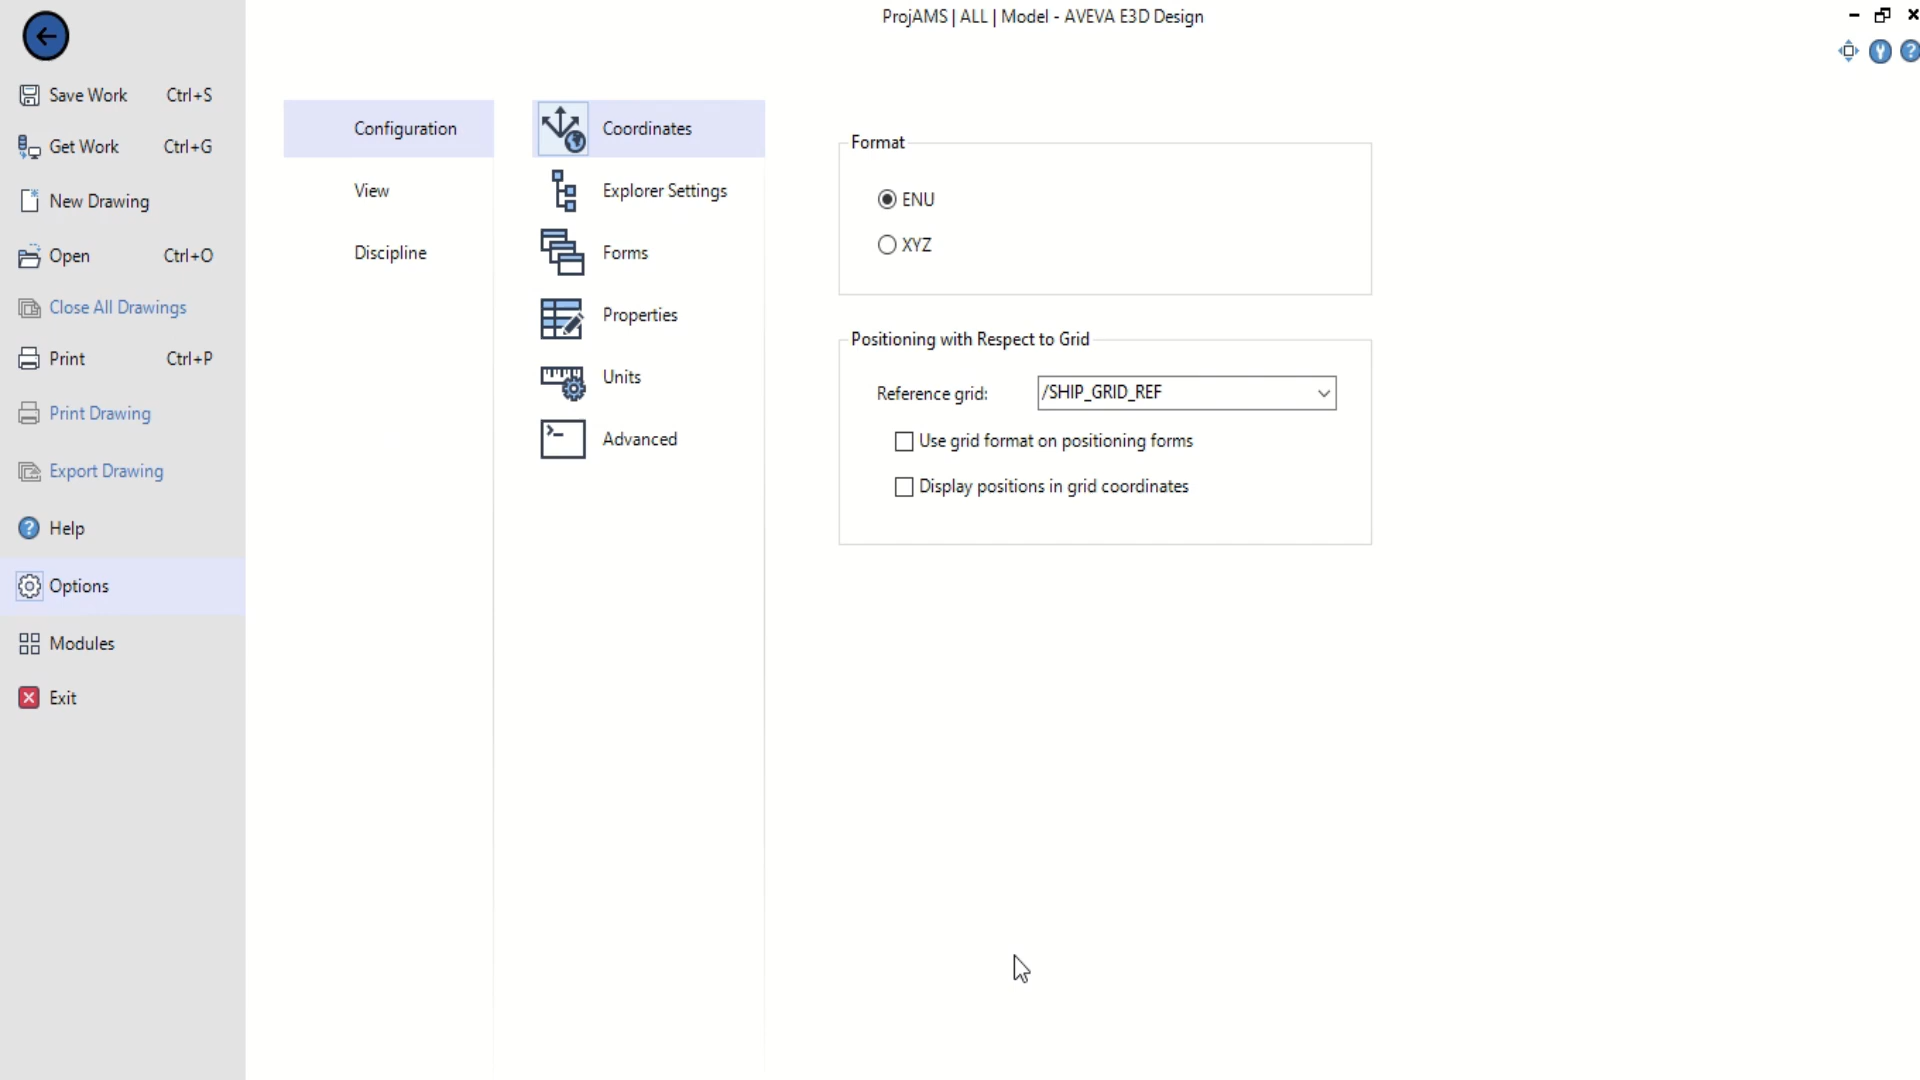 ProjAMS | ALL | Model - AVEVA E3D Design
Save Work Ctrl+S
Get Work Ctrl+G
New Drawing
Open Ctrl+O
Close All Drawings
Print Ctrl+P
Print Drawing
Export Drawing
Help
Options
Modules
Exit
Configuration
View
Discipline
Coordinates
Explorer Settings
Forms
Properties
Units
Advanced
Format
ENU
XYZ
Positioning with Respect to Grid
Reference grid: /SHIP_GRID_REF
Use grid format on positioning forms
Display positions in grid coordinates